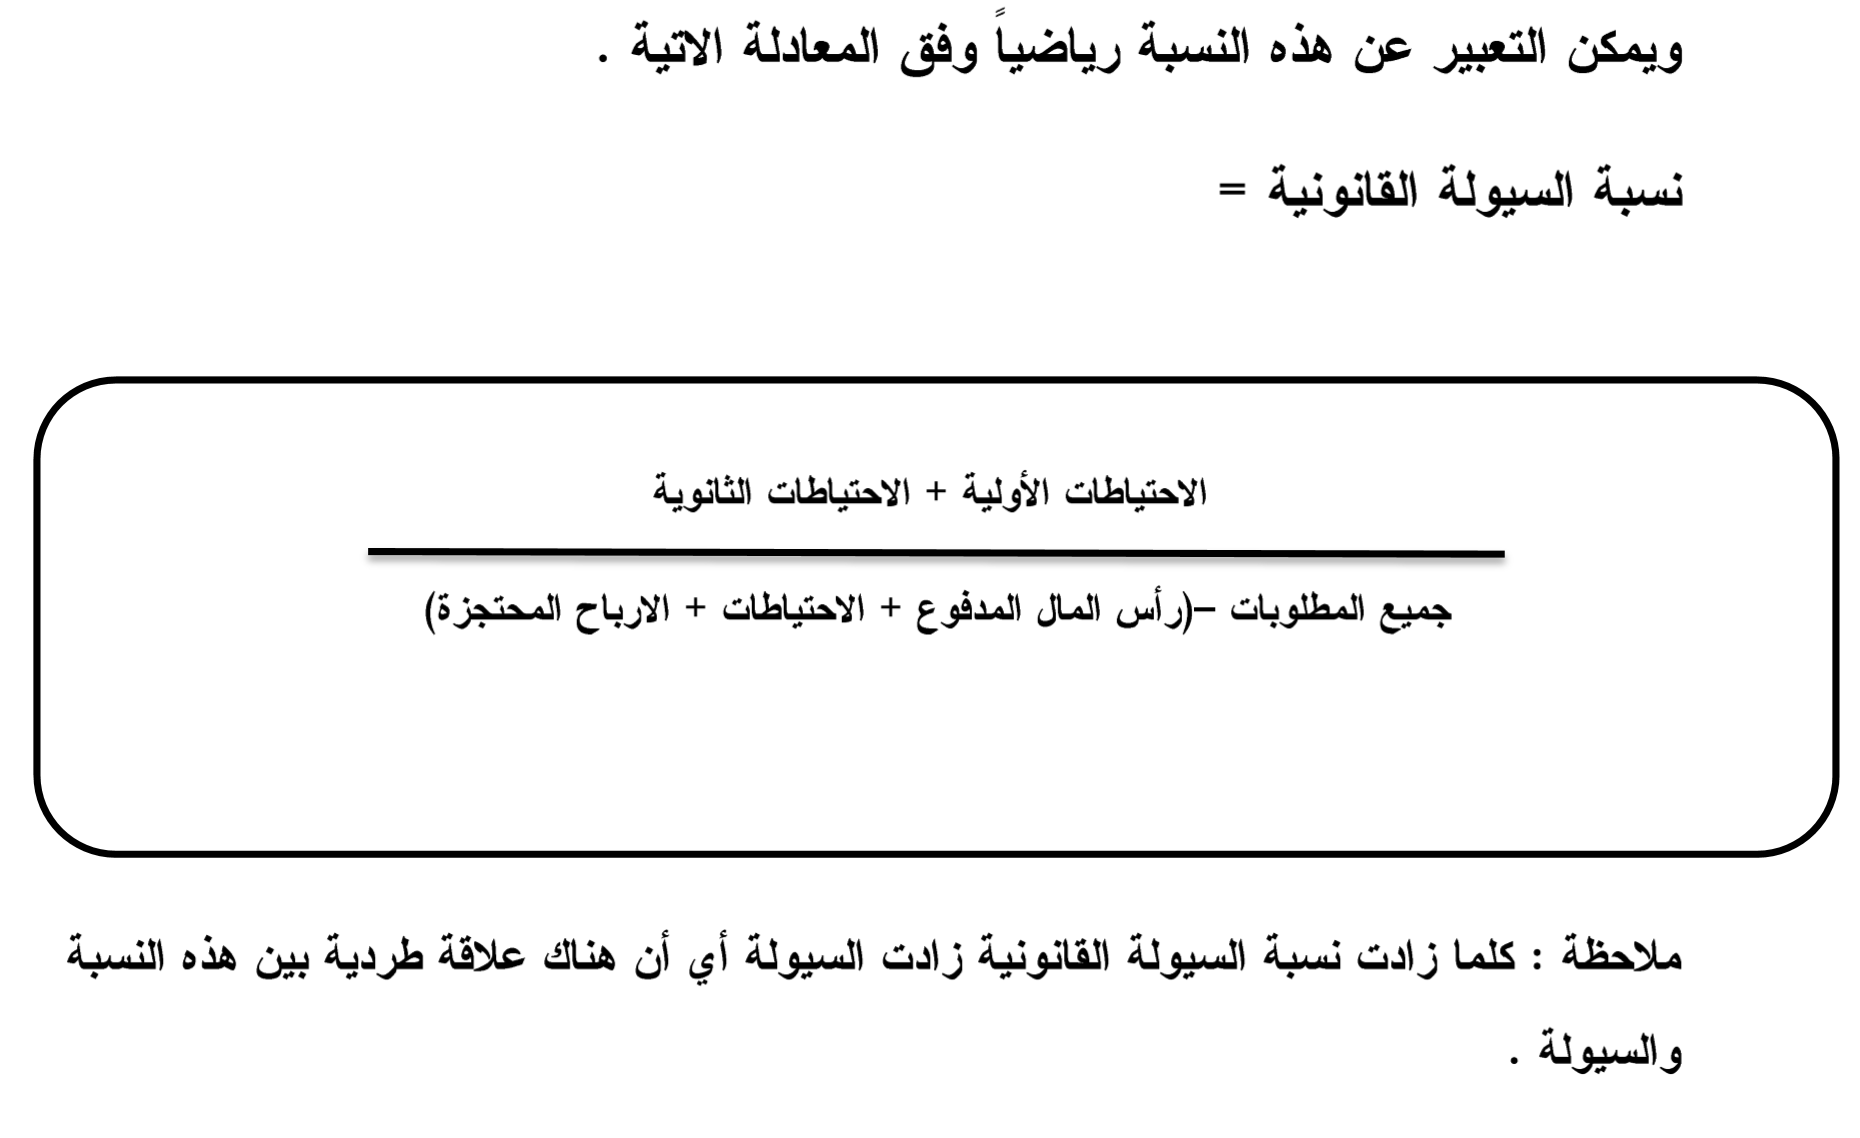 ويمكن التعبير عن هذه النسبة رياضياً وفق المعادلة الاتية .
نسبة السيولة القانونية =
الاحتياطات الأولية + الاحتياطات الثانوية
جميع المطلوبات –(رأس المال المدفوع + الاحتياطات + الارباح المحتجزة)
ملاحظة : كلما زادت نسبة السيولة القانونية زادت السيولة أي أن هناك علاقة طردية بين هذه النسبة
والسيولة .